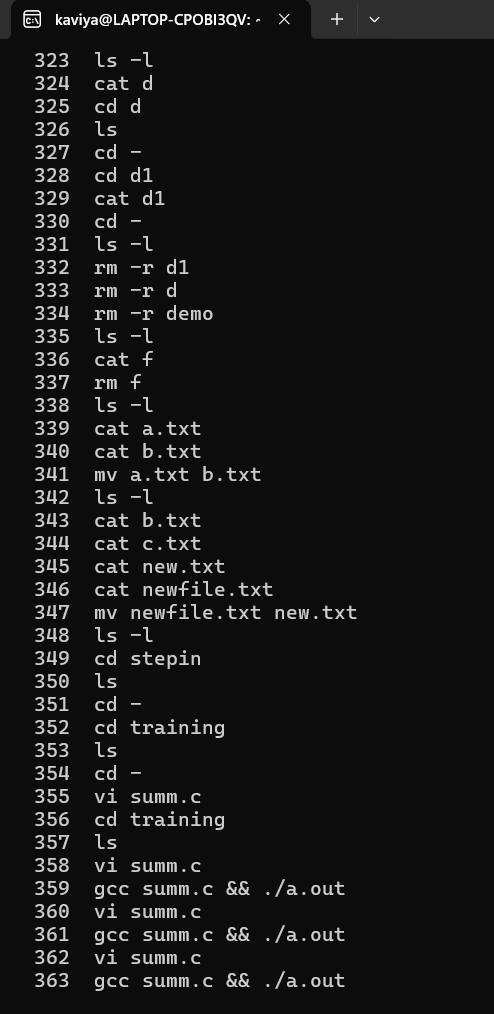 kaviya@LAPTOP-CPOBI3QV: ~
323 ls -l
324 cat d
325 cd d
326 ls
327 cd -
328 cd d1
329 cat d1
330 cd -
331 ls -l
332 rm -r d1
333 rm -r d
334 rm -r demo
335 ls -l
336 cat f
337 rm f
338 ls -l
339 cat a.txt
340 cat b.txt
341 mv a.txt b.txt
342 ls -l
343 cat b.txt
344 cat c.txt
345 cat new.txt
346 cat newfile.txt
347 mv newfile.txt new.txt
348 ls -l
349 cd stepin
350 ls
351 cd -
352 cd training
353 ls
354 cd -
355 vi summ.c
356 cd training
357 ls
358 vi summ.c
359 gcc summ.c && ./a.out
360 vi summ.c
361 gcc summ.c && ./a.out
362 vi summ.c
363 gcc summ.c && ./a.out